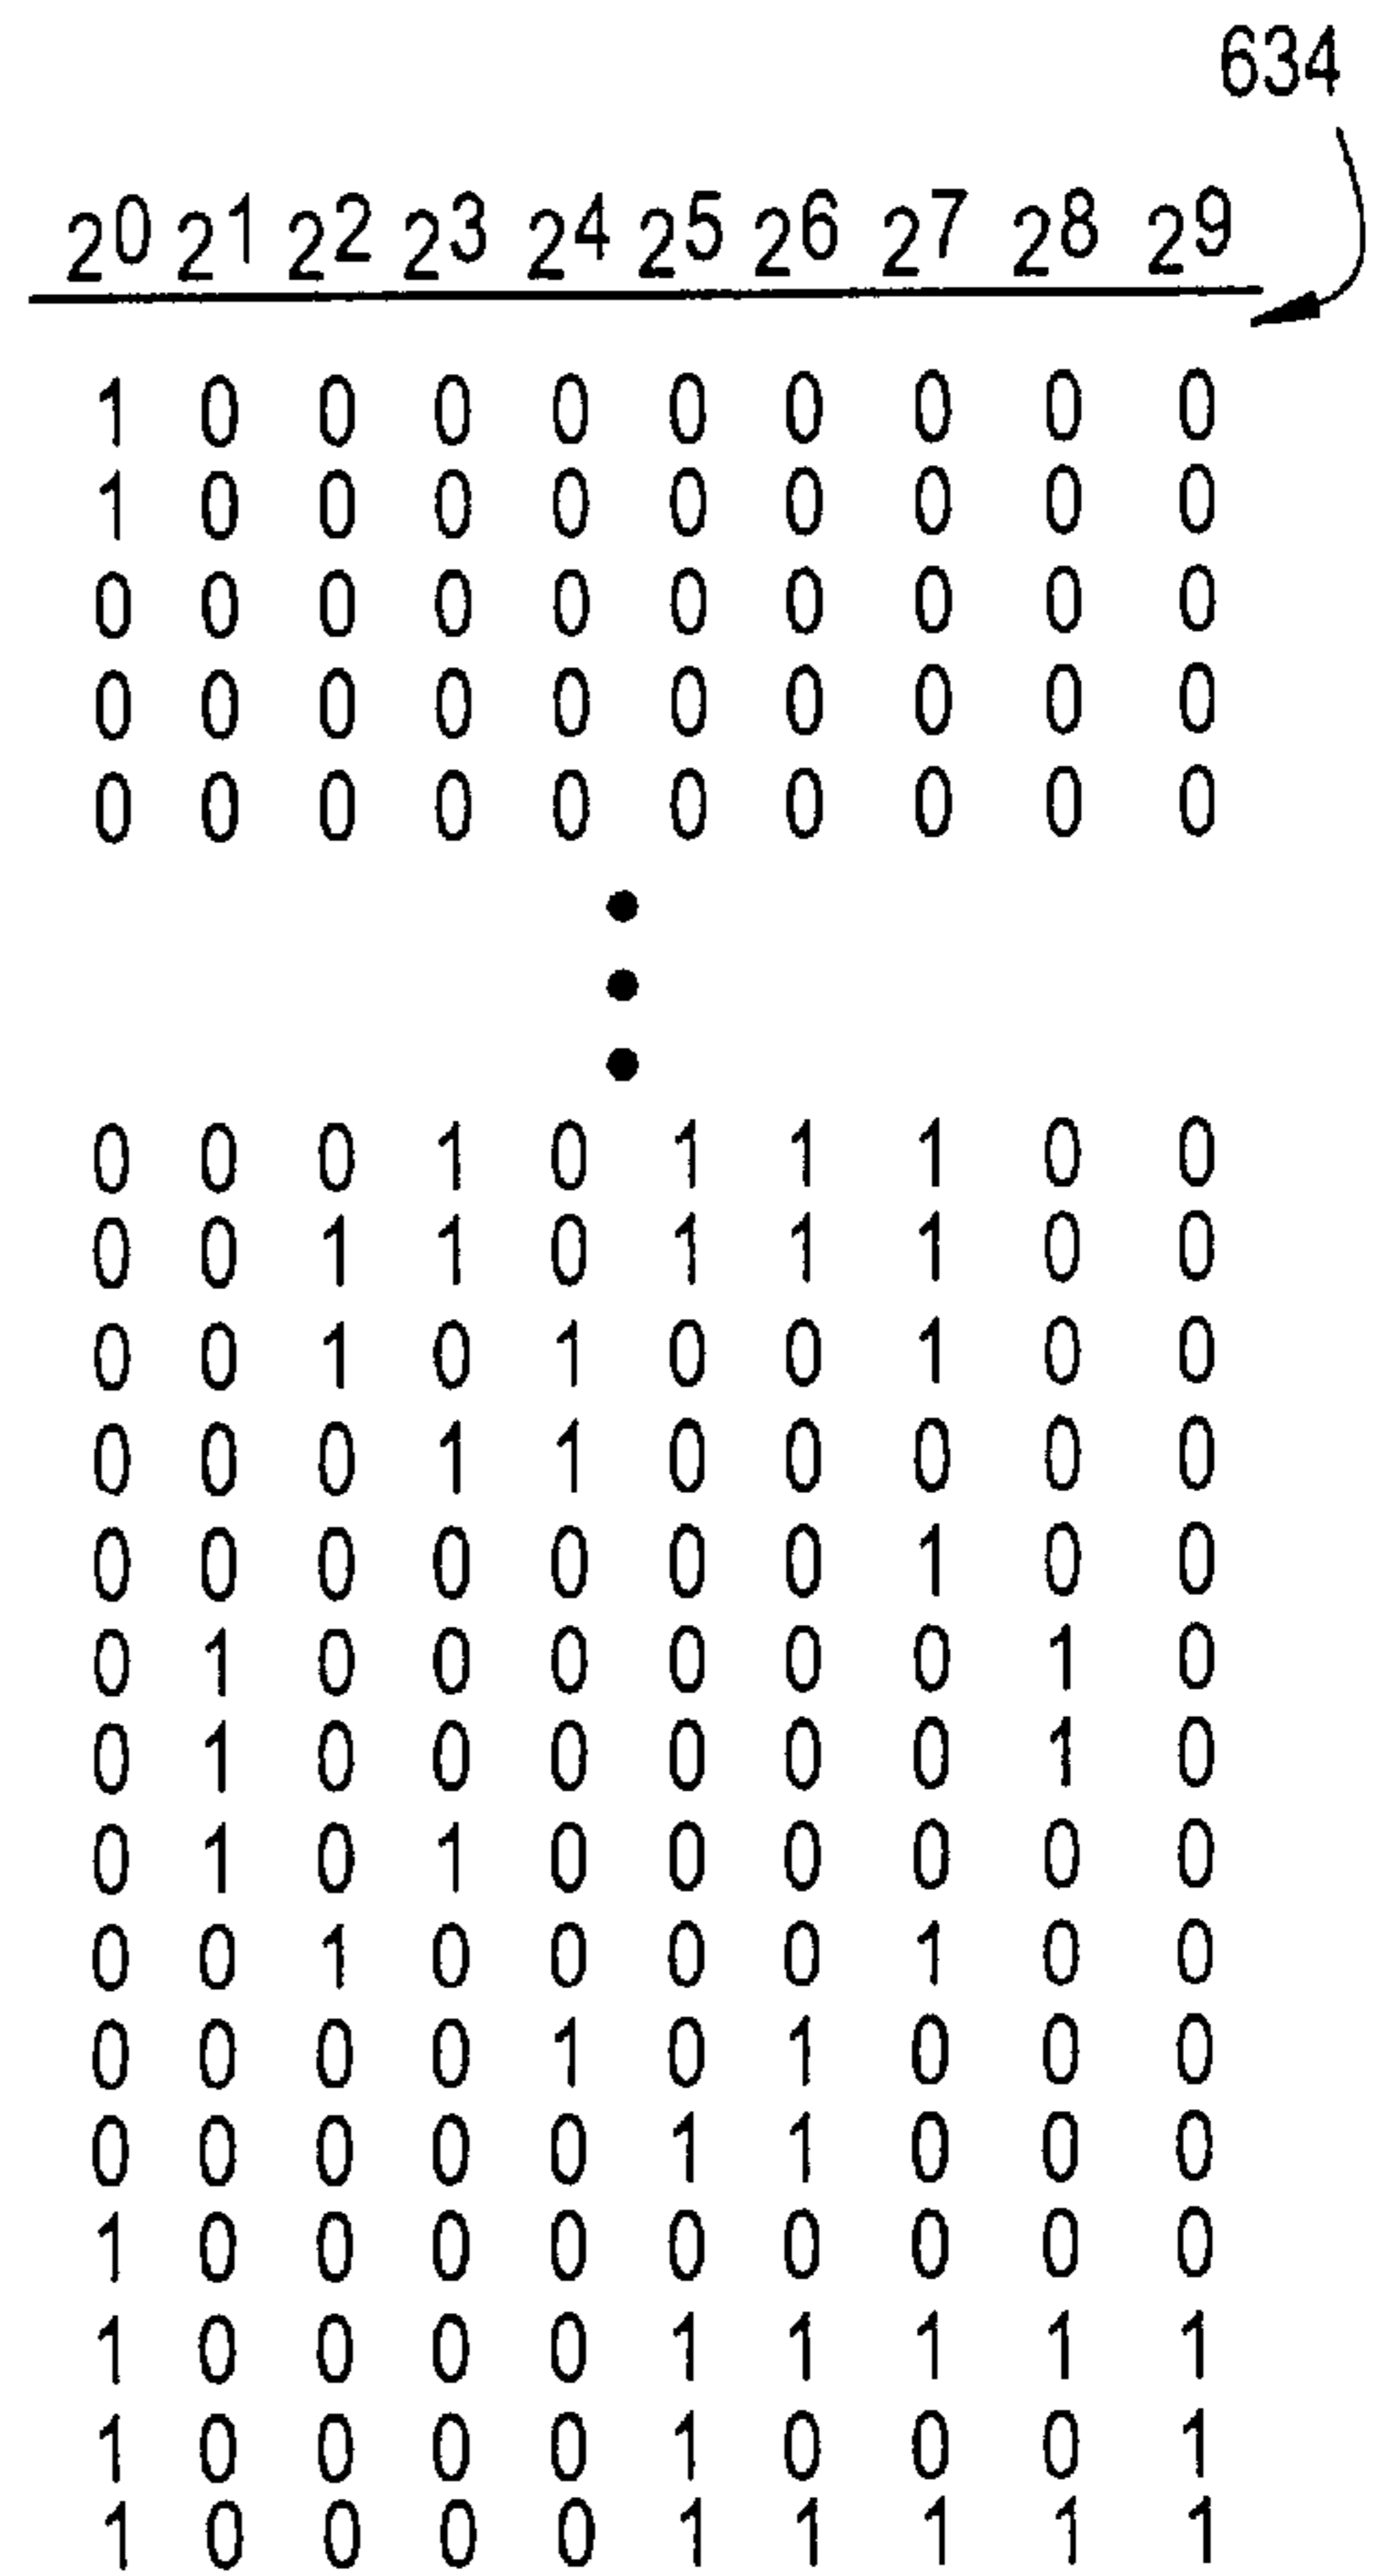 634
2⁰ 2¹ 2² 2³ 2⁴ 2⁵ 2⁶ 2⁷ 2⁸ 2⁹
1 0 0 0 0 0 0 0 0 0
1 0 0 0 0 0 0 0 0 0
0 0 0 0 0 0 0 0 0 0
0 0 0 0 0 0 0 0 0 0
0 0 0 0 0 0 0 0 0 0
0 0 0 1 0 1 1 1 0 0
0 0 1 1 0 1 1 1 0 0
0 0 1 0 1 0 0 1 0 0
0 0 0 1 1 0 0 0 0 0
0 0 0 0 0 0 0 1 0 0
0 1 0 0 0 0 0 0 1 0
0 1 0 0 0 0 0 0 1 0
0 1 0 1 0 0 0 0 0 0
0 0 1 0 0 0 0 1 0 0
0 0 0 0 1 0 1 0 0 0
0 0 0 0 0 1 1 0 0 0
1 0 0 0 0 0 0 0 0 0
1 0 0 0 0 1 1 1 1 1
1 0 0 0 0 1 0 0 0 1
1 0 0 0 0 1 1 1 1 1